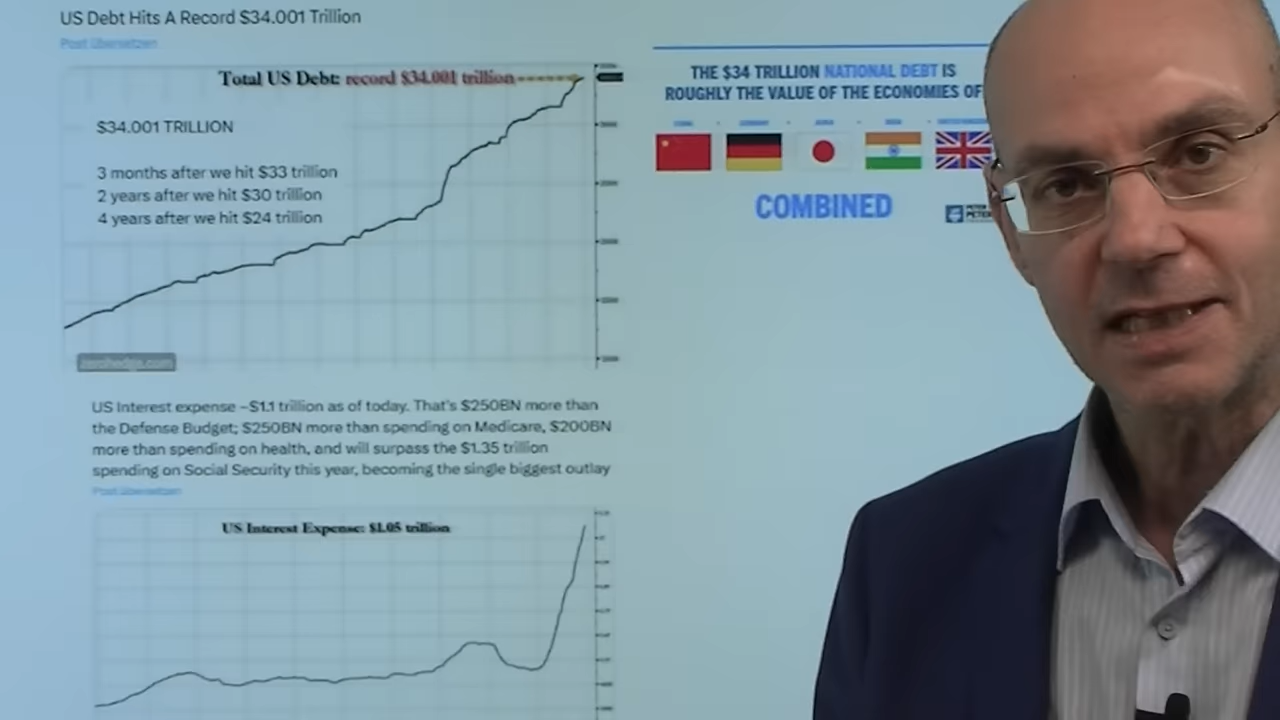 US Debt Hits A Record $34.001 Trillion
Post übersetzen
Total US Debt: record $34.001 trillion
$34.001 TRILLION
3 months after we hit $33 trillion
2 years after we hit $30 trillion
4 years after we hit $24 trillion
zerohedge.com
US Interest expense ~$1.1 trillion as of today. That's $250BN more than
the Defense Budget; $250BN more than spending on Medicare, $200BN
more than spending on health, and will surpass the $1.35 trillion
spending on Social Security this year, becoming the single biggest outlay
Post übersetzen
US Interest Expense: $1.05 trillion
THE $34 TRILLION NATIONAL DEBT IS
ROUGHLY THE VALUE OF THE ECONOMIES OF
COMBINED